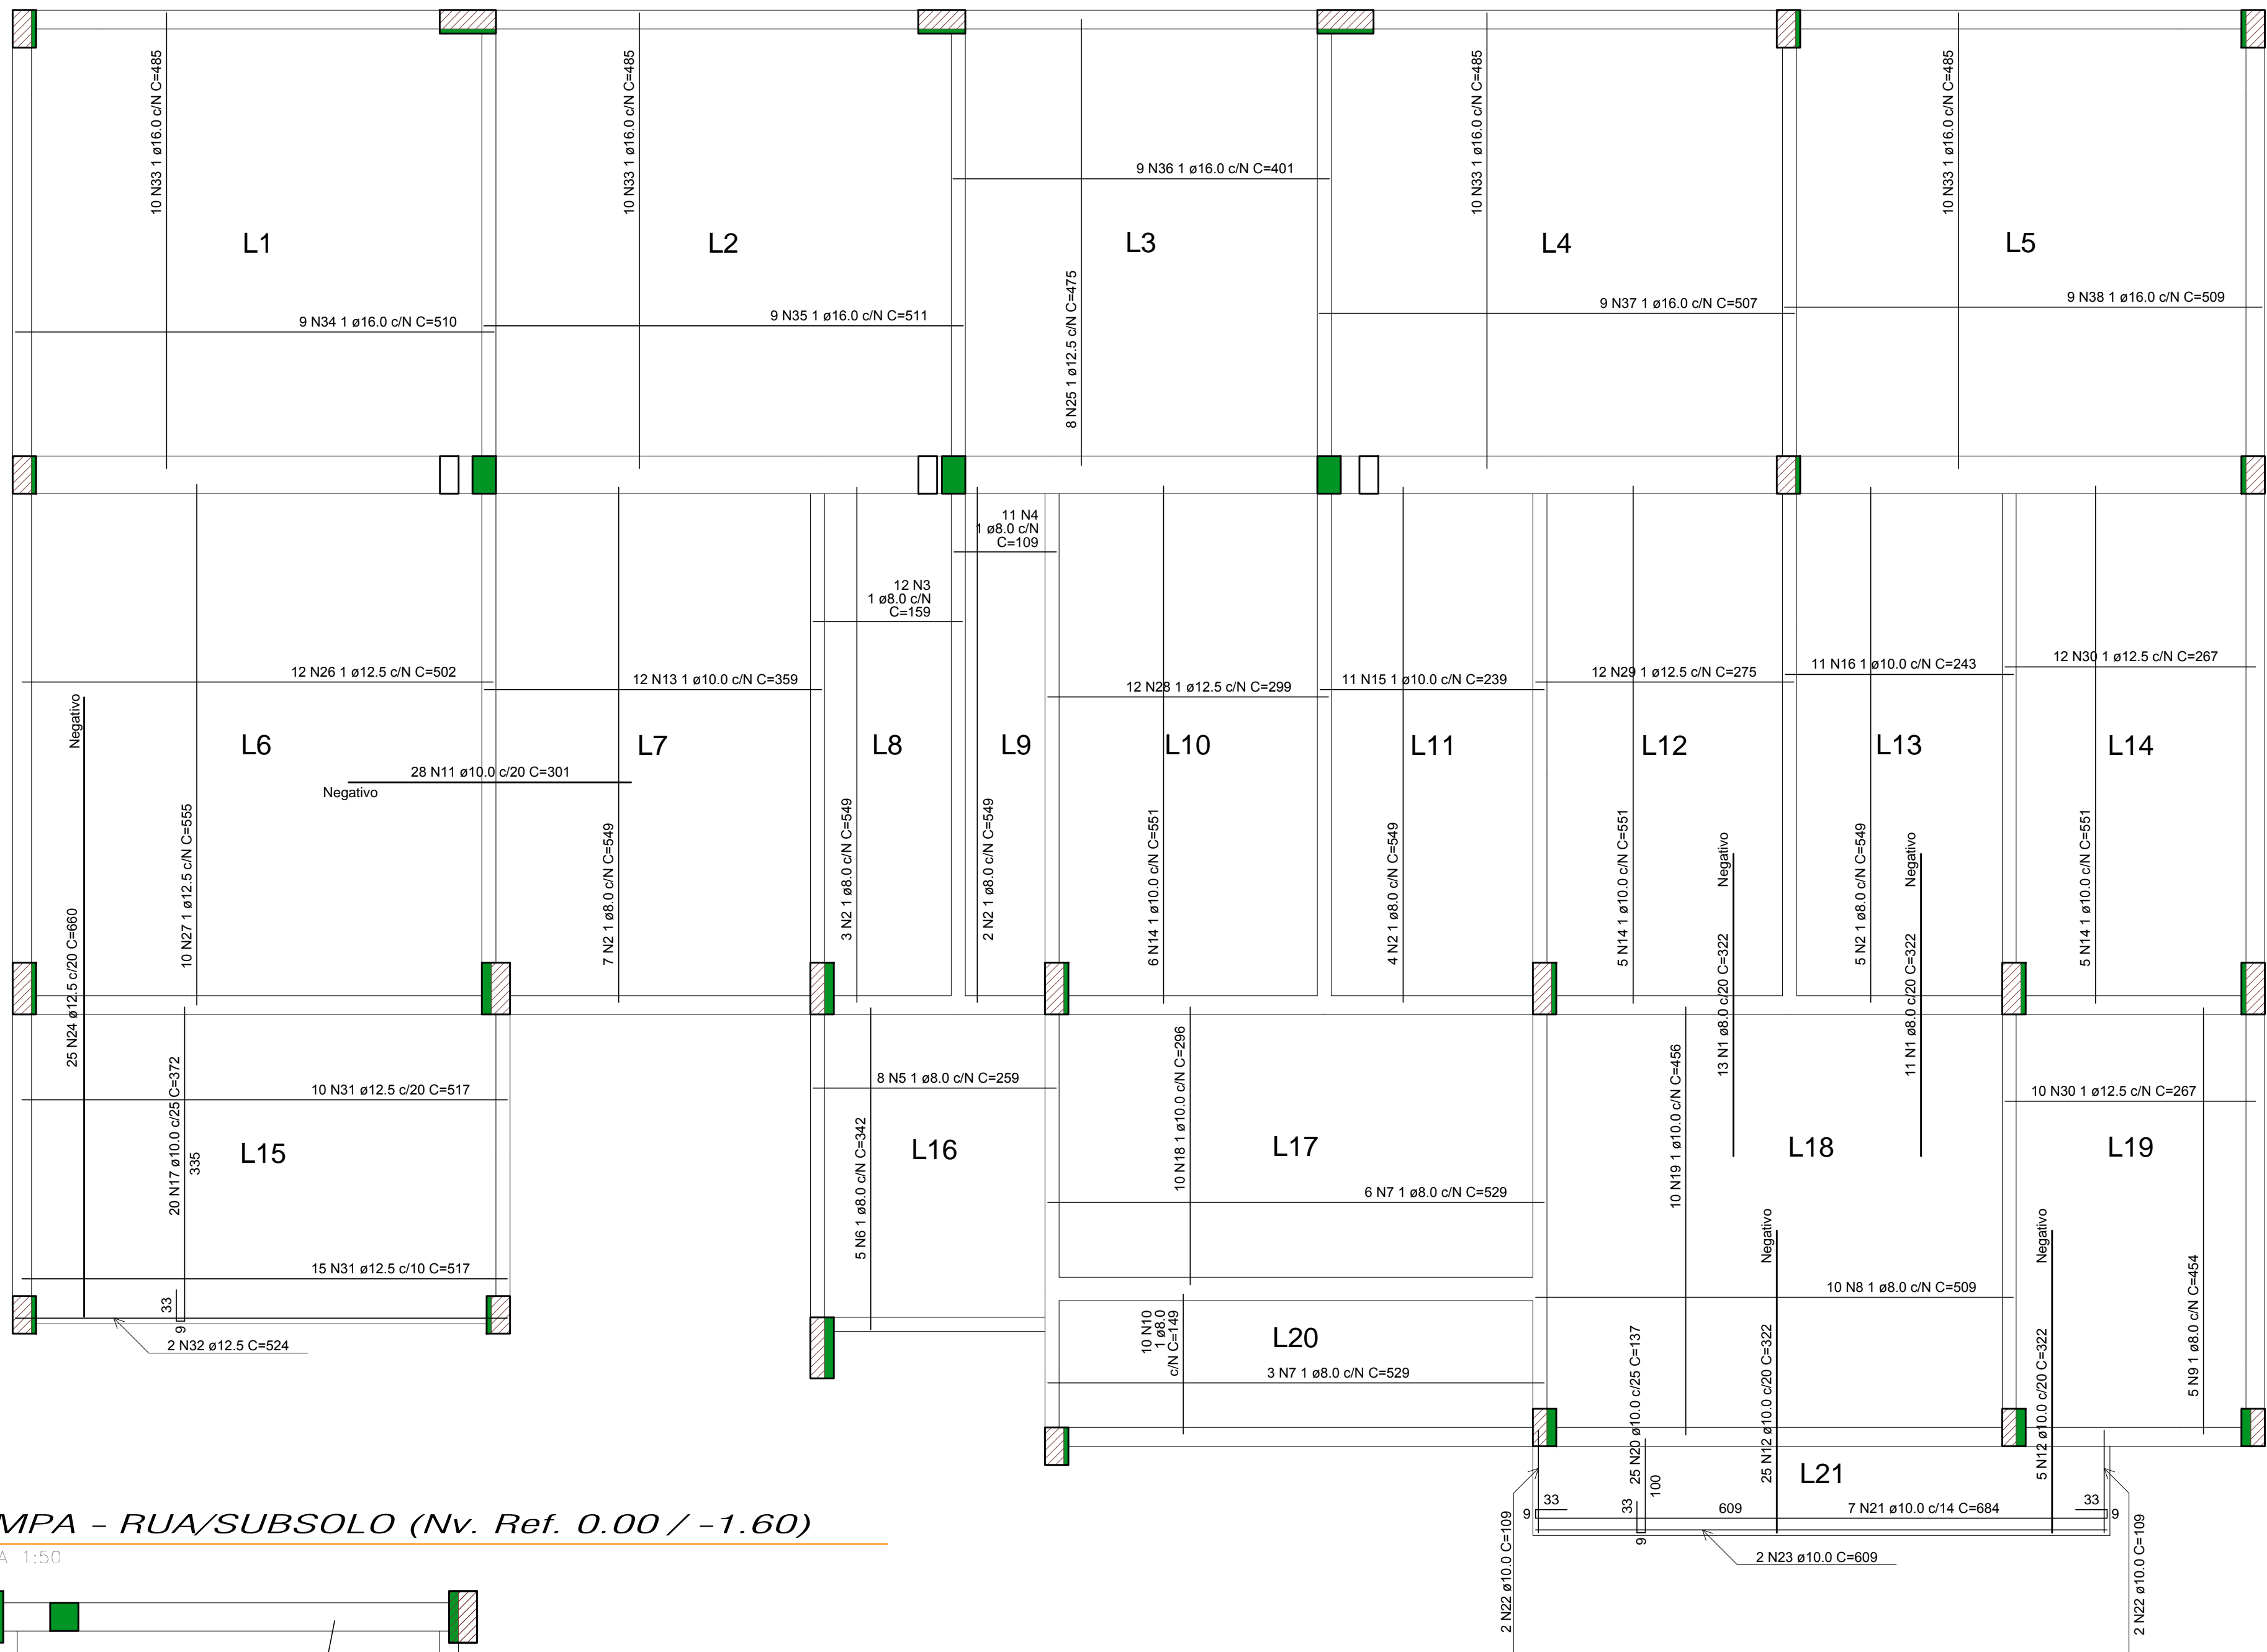 10 N33 1 ø16.0 c/N C=485
10 N33 1 ø16.0 c/N C=485
10 N33 1 ø16.0 c/N C=485
10 N33 1 ø16.0 c/N C=485
9 N36 1 ø16.0 c/N C=401
L1
L2
L3
L4
L5
8 N25 1 ø12.5 c/N C=475
9 N34 1 ø16.0 c/N C=510
9 N35 1 ø16.0 c/N C=511
9 N37 1 ø16.0 c/N C=507
9 N38 1 ø16.0 c/N C=509
11 N4
1 ø8.0 c/N
C=109
12 N3
1 ø8.0 c/N
C=159
12 N26 1 ø12.5 c/N C=502
12 N13 1 ø10.0 c/N C=359
12 N28 1 ø12.5 c/N C=299
11 N15 1 ø10.0 c/N C=239
12 N29 1 ø12.5 c/N C=275
11 N16 1 ø10.0 c/N C=243
12 N30 1 ø12.5 c/N C=267
Negativo
L6
L7
L8
L9
L10
L11
L12
L13
L14
28 N11 ø10.0 c/20 C=301
Negativo
25 N24 ø12.5 c/20 C=660
10 N27 1 ø12.5 c/N C=555
7 N2 1 ø8.0 c/N C=549
3 N2 1 ø8.0 c/N C=549
2 N2 1 ø8.0 c/N C=549
6 N14 1 ø10.0 c/N C=551
4 N2 1 ø8.0 c/N C=549
5 N14 1 ø10.0 c/N C=551
Negativo
13 N1 ø8.0 c/20 C=322
5 N2 1 ø8.0 c/N C=549
Negativo
11 N1 ø8.0 c/20 C=322
5 N14 1 ø10.0 c/N C=551
10 N31 ø12.5 c/20 C=517
20 N17 ø10.0 c/25 C=372
335
L15
15 N31 ø12.5 c/10 C=517
33
9
2 N32 ø12.5 C=524
8 N5 1 ø8.0 c/N C=259
5 N6 1 ø8.0 c/N C=342
L16
10 N18 1 ø10.0 c/N C=296
L17
6 N7 1 ø8.0 c/N C=529
10 N19 1 ø10.0 c/N C=456
L18
10 N30 1 ø12.5 c/N C=267
L19
Negativo
Negativo
10 N8 1 ø8.0 c/N C=509
5 N9 1 ø8.0 c/N C=454
10 N10
1 ø8.0
c/N C=149
L20
3 N7 1 ø8.0 c/N C=529
25 N20 ø10.0 c/25 C=137
100
33
9
25 N12 ø10.0 c/20 C=322
L21
5 N12 ø10.0 c/20 C=322
33
9
609
7 N21 ø10.0 c/14 C=684
33
9
2 N23 ø10.0 C=609
2 N22 ø10.0 C=109
2 N22 ø10.0 C=109
MPA - RUA/SUBSOLO (Nv. Ref. 0.00 / -1.60)
A 1:50